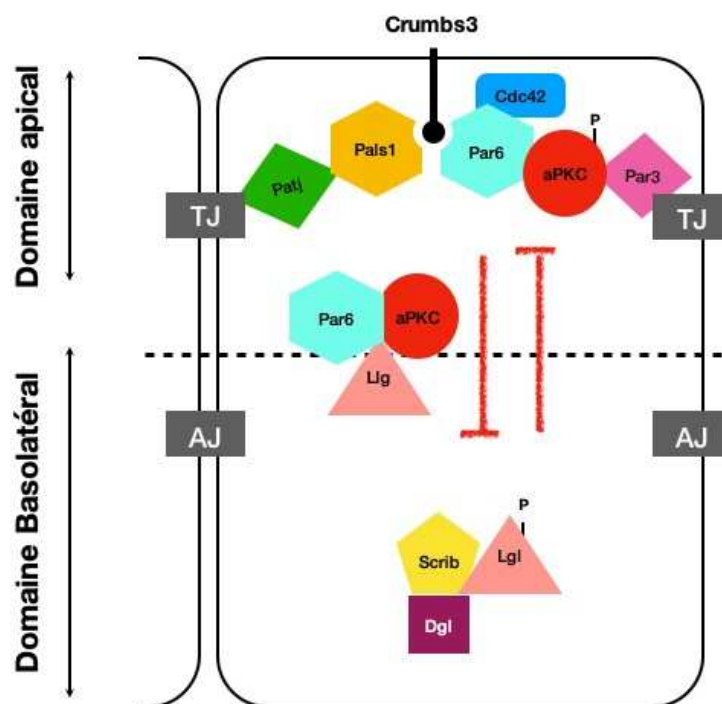 Crumbs3
Domaine apical
Cdc42
P
Pals1
Par6
aPKC
Par3
Patj
TJ
TJ
Par6
aPKC
Llg
Domaine Basolatéral
AJ
AJ
P
Scrib
Lgl
Dgl